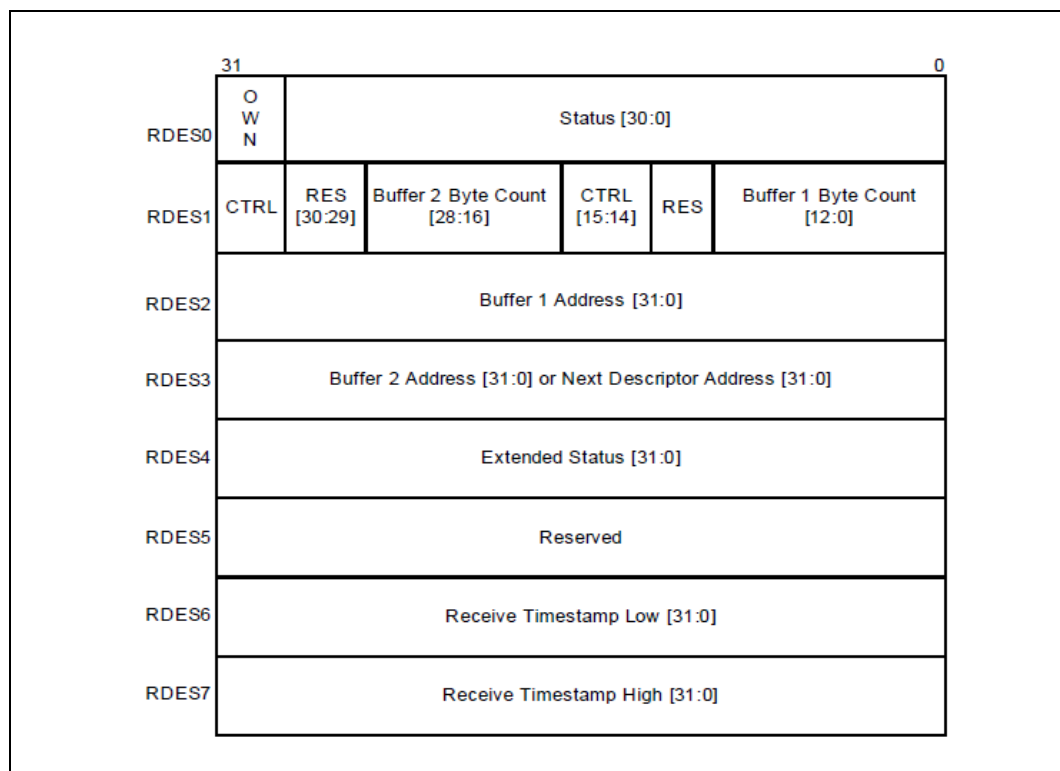 31 0
RDES0
O
W
N
Status [30:0]
RDES1
CTRL
RES
[30:29]
Buffer 2 Byte Count
[28:16]
CTRL
[15:14]
RES
Buffer 1 Byte Count
[12:0]
RDES2
Buffer 1 Address [31:0]
RDES3
Buffer 2 Address [31:0] or Next Descriptor Address [31:0]
RDES4
Extended Status [31:0]
RDES5
Reserved
RDES6
Receive Timestamp Low [31:0]
RDES7
Receive Timestamp High [31:0]